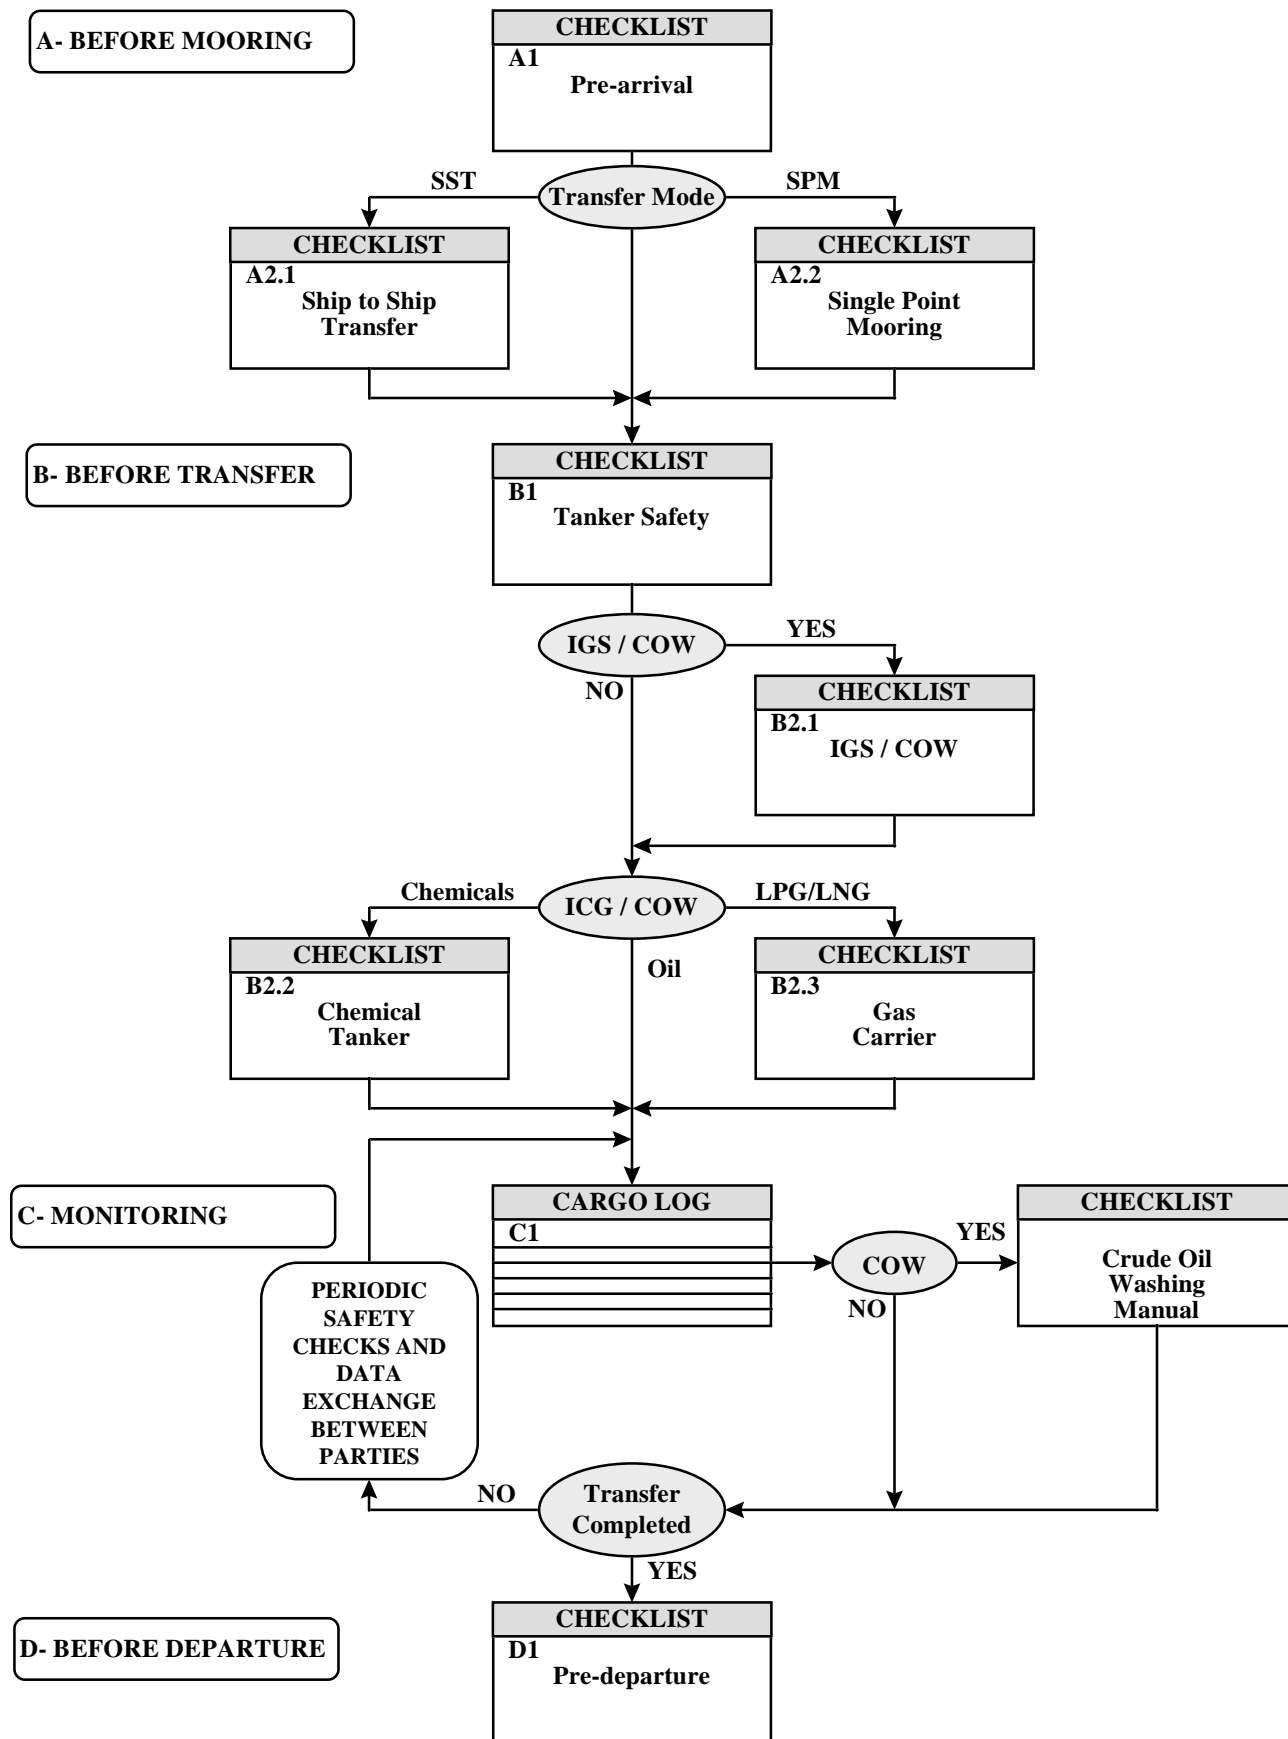 A- BEFORE MOORING
CHECKLIST
A1
Pre-arrival
SST
Transfer Mode
SPM
CHECKLIST
A2.1
Ship to Ship
Transfer
CHECKLIST
A2.2
Single Point
Mooring
B- BEFORE TRANSFER
CHECKLIST
B1
Tanker Safety
IGS / COW
YES
NO
CHECKLIST
B2.1
IGS / COW
Chemicals
ICG / COW
LPG/LNG
Oil
CHECKLIST
B2.2
Chemical
Tanker
CHECKLIST
B2.3
Gas
Carrier
C- MONITORING
CARGO LOG
C1
COW
YES
NO
CHECKLIST
Crude Oil
Washing
Manual
PERIODIC
SAFETY
CHECKS AND
DATA
EXCHANGE
BETWEEN
PARTIES
NO
Transfer
Completed
YES
D- BEFORE DEPARTURE
CHECKLIST
D1
Pre-departure